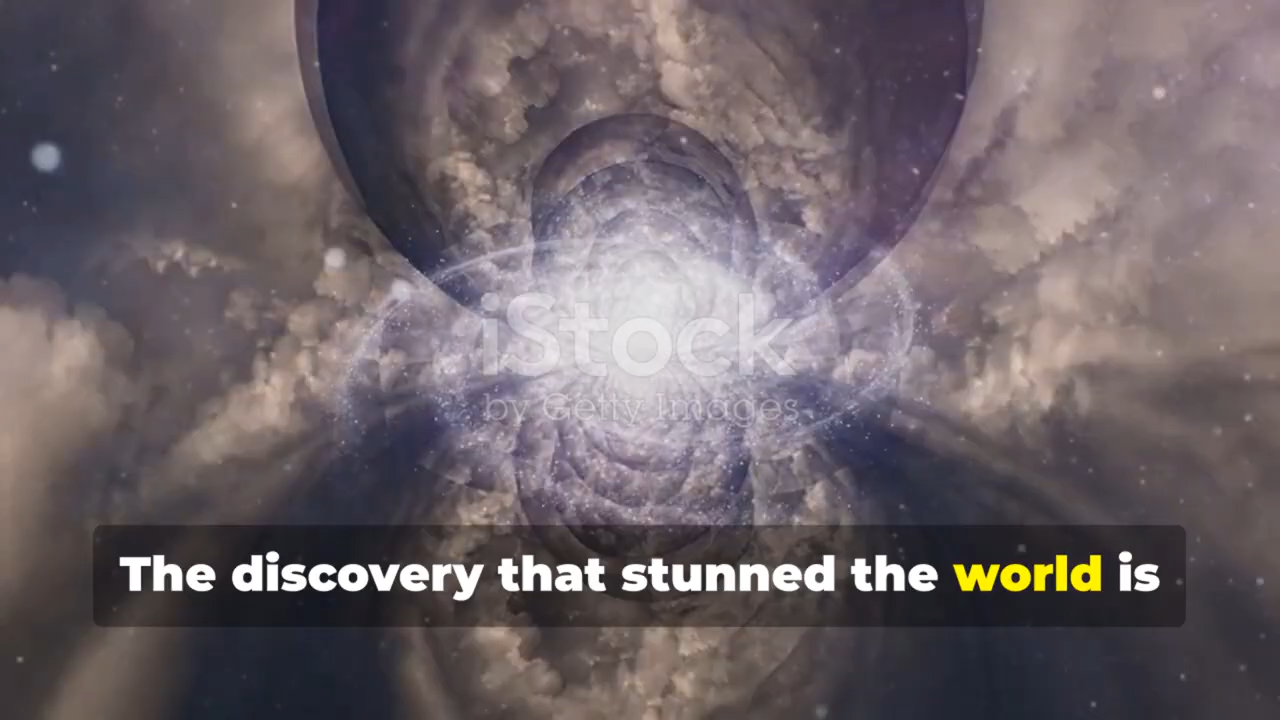 iStock
by Getty Images
The discovery that stunned the world is